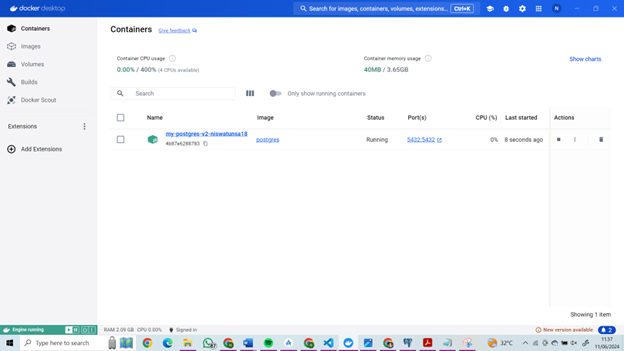 docker desktop
Search for images, containers, volumes, extensions... Ctrl+K
N
Containers
Images
Volumes
Builds
Docker Scout
Extensions
Add Extensions
Containers Give feedback
Container CPU usage
0.00% / 400% (4 CPUs available)
Container memory usage
40MB / 3.65GB
Show charts
Search
Only show running containers
Name Image Status Port(s) CPU (%) Last started Actions
my-postgres-v2-niswatunsa18
4b87e6288783
postgres Running 5432:5432 0% 8 seconds ago
Showing 1 item
Engine running
RAM 2.09 GB CPU 0.00% Signed in
New version available 2
Type here to search
32°C
11:37
11/06/2024